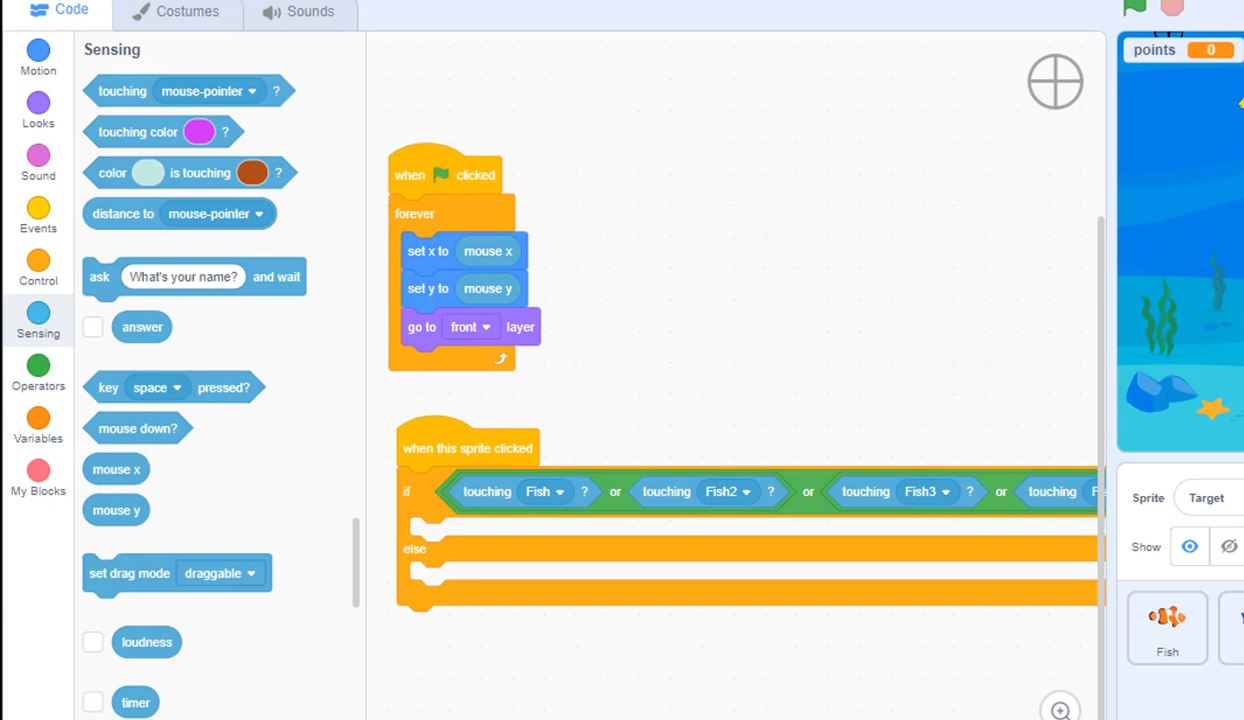 Code Costumes Sounds
Motion
Looks
Sound
Events
Control
Sensing
Operators
Variables
My Blocks
Sensing
touching mouse-pointer ?
touching color ?
color is touching ?
distance to mouse-pointer
ask What's your name? and wait
answer
key space pressed?
mouse down?
mouse x
mouse y
set drag mode draggable
loudness
timer
when clicked
forever
set x to mouse x
set y to mouse y
go to front layer
when this sprite clicked
if touching Fish ? or touching Fish2 ? or touching Fish3 ? or touching
else
points 0
Sprite Target
Show
Fish